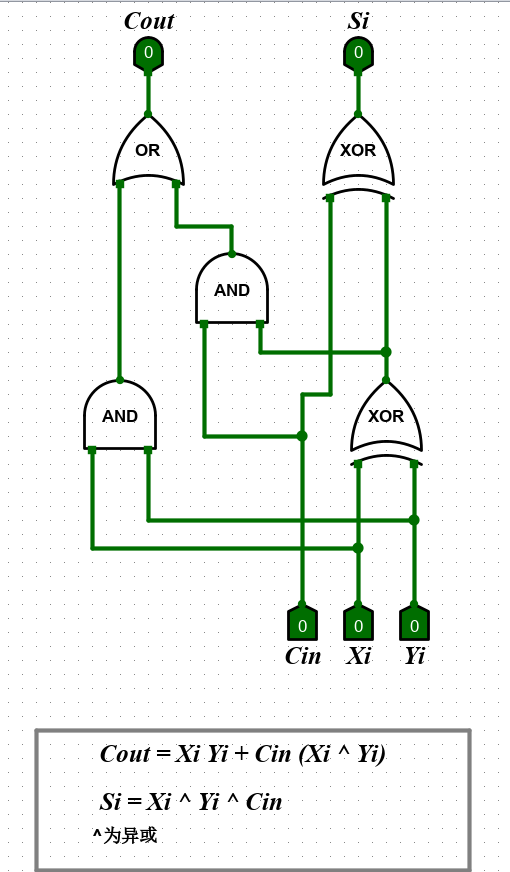 Cout Si
0 0
OR XOR
AND
AND XOR
0 0 0
Cin Xi Yi
Cout = Xi Yi + Cin (Xi ^ Yi)
Si = Xi ^ Yi ^ Cin
^为异或